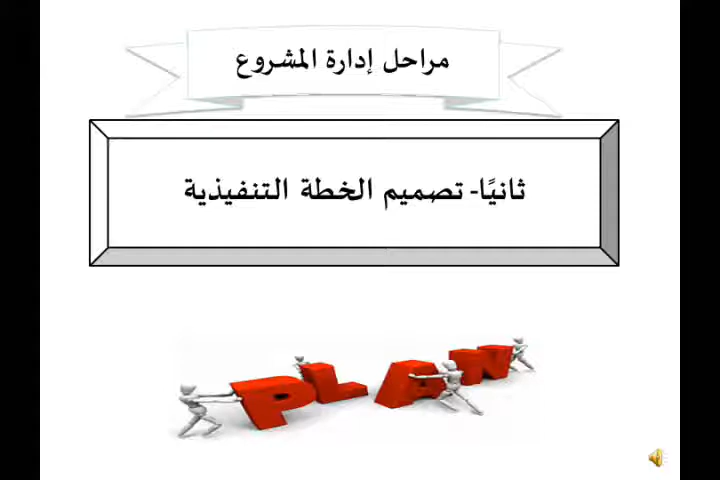 مراحل إدارة المشروع
ثانيًا- تصميم الخطة التنفيذية
PLAN